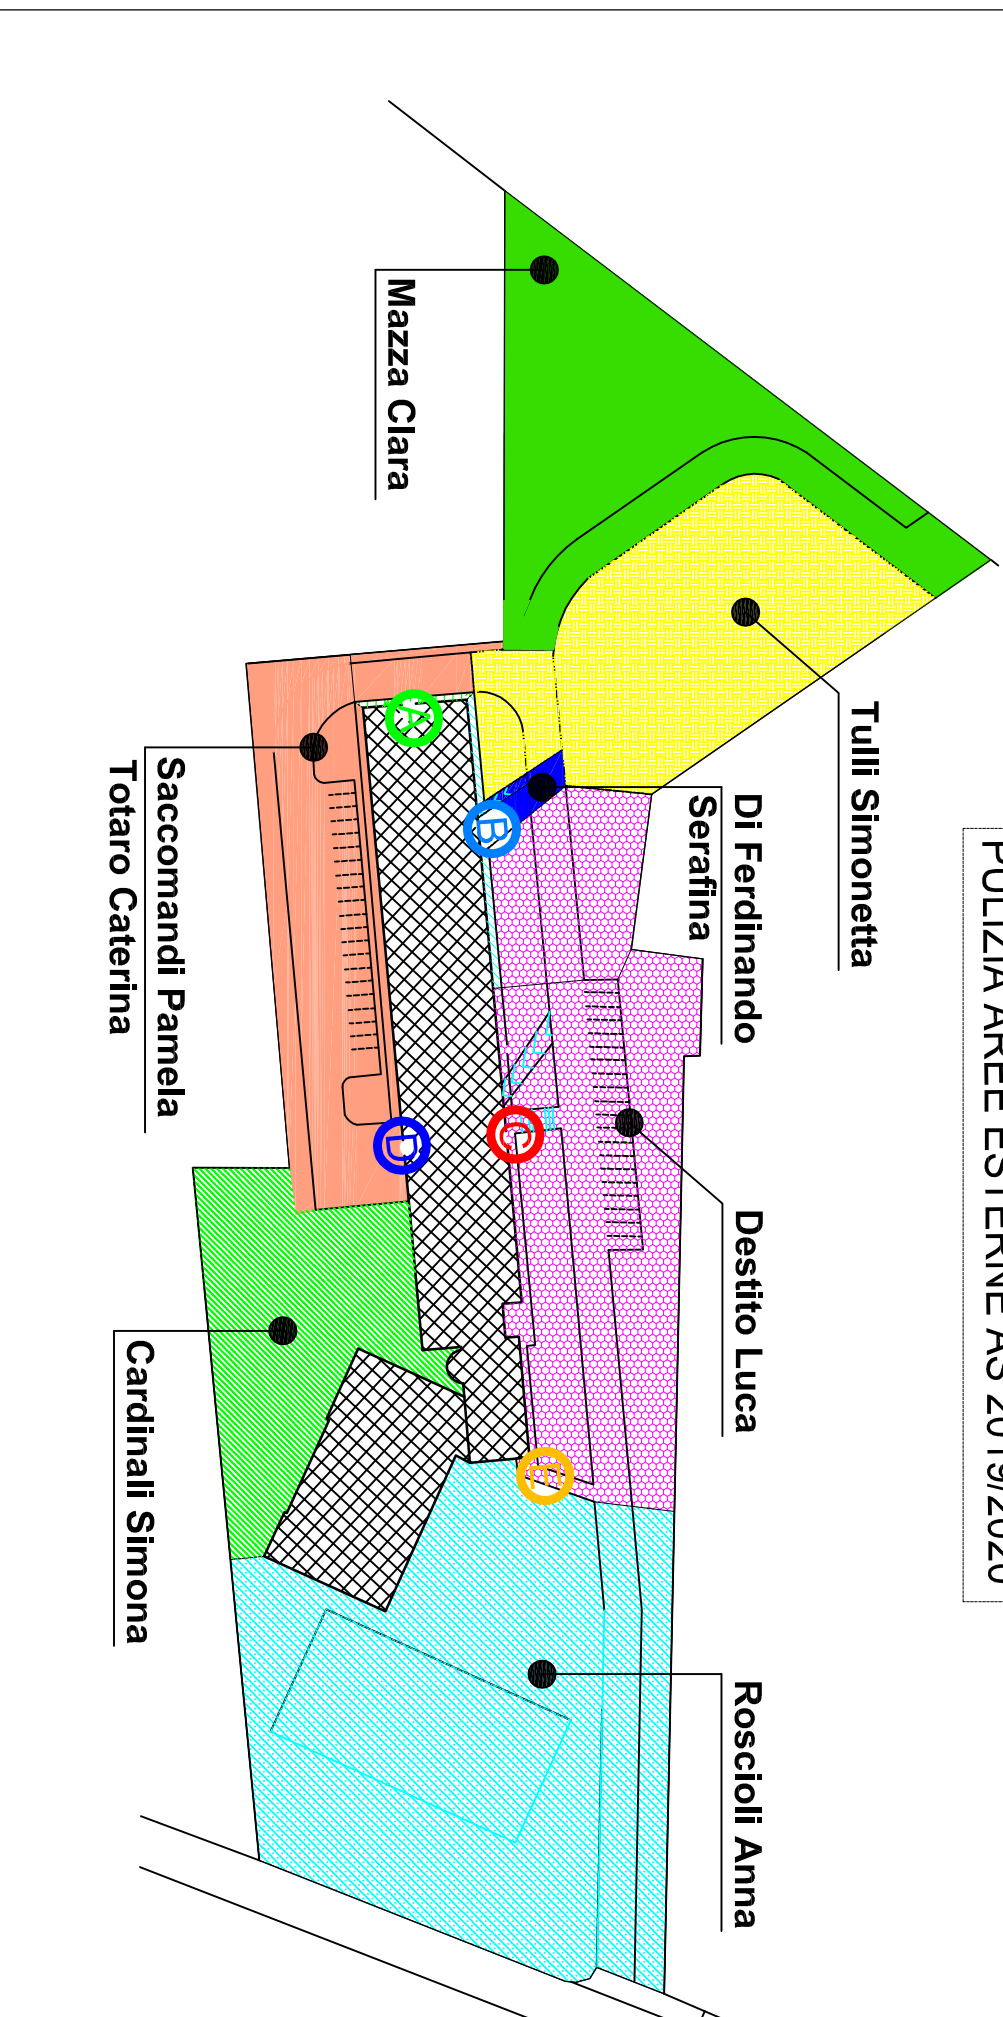 PULIZIA AREE ESTERNE AS 2019/2020
Tulli Simonetta
Di Ferdinando
Serafina
Destito Luca
Roscioli Anna
Mazza Clara
Saccomandi Pamela
Totaro Caterina
Cardinali Simona
A
B
C
D
E